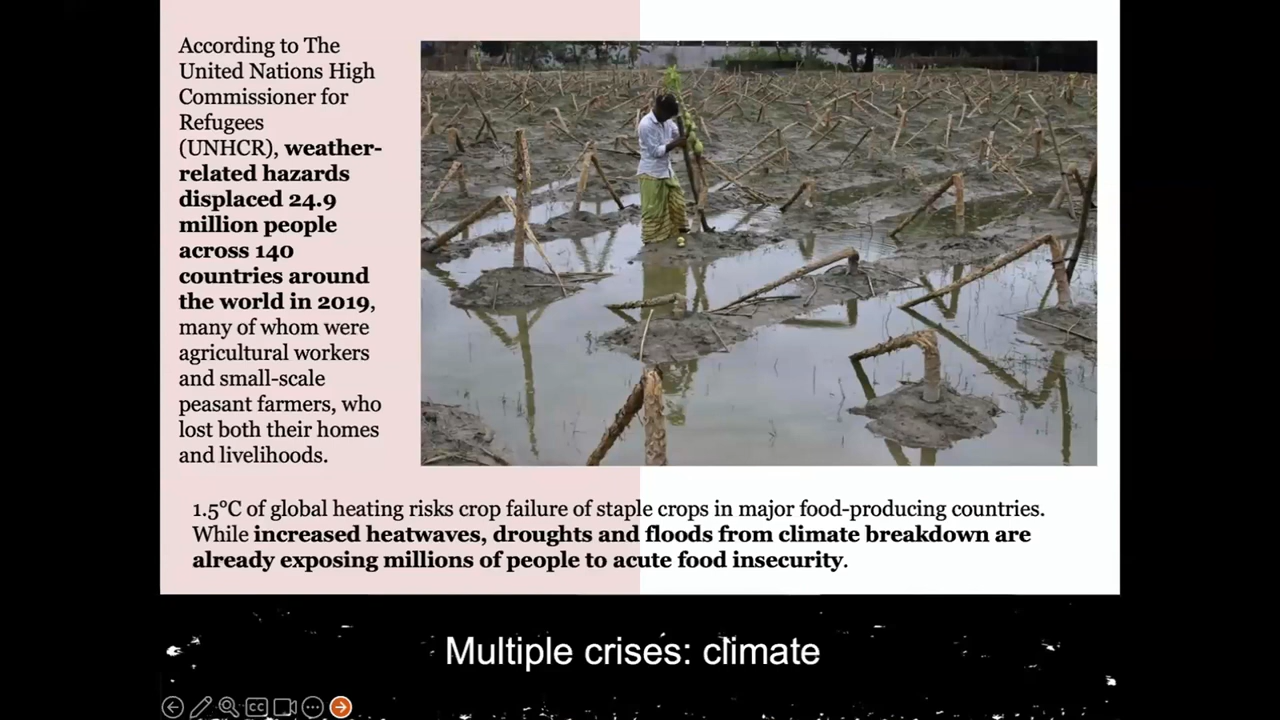 According to The
United Nations High
Commissioner for
Refugees
(UNHCR), weather-
related hazards
displaced 24.9
million people
across 140
countries around
the world in 2019,
many of whom were
agricultural workers
and small-scale
peasant farmers, who
lost both their homes
and livelihoods.
1.5°C of global heating risks crop failure of staple crops in major food-producing countries.
While increased heatwaves, droughts and floods from climate breakdown are
already exposing millions of people to acute food insecurity.
Multiple crises: climate
CC